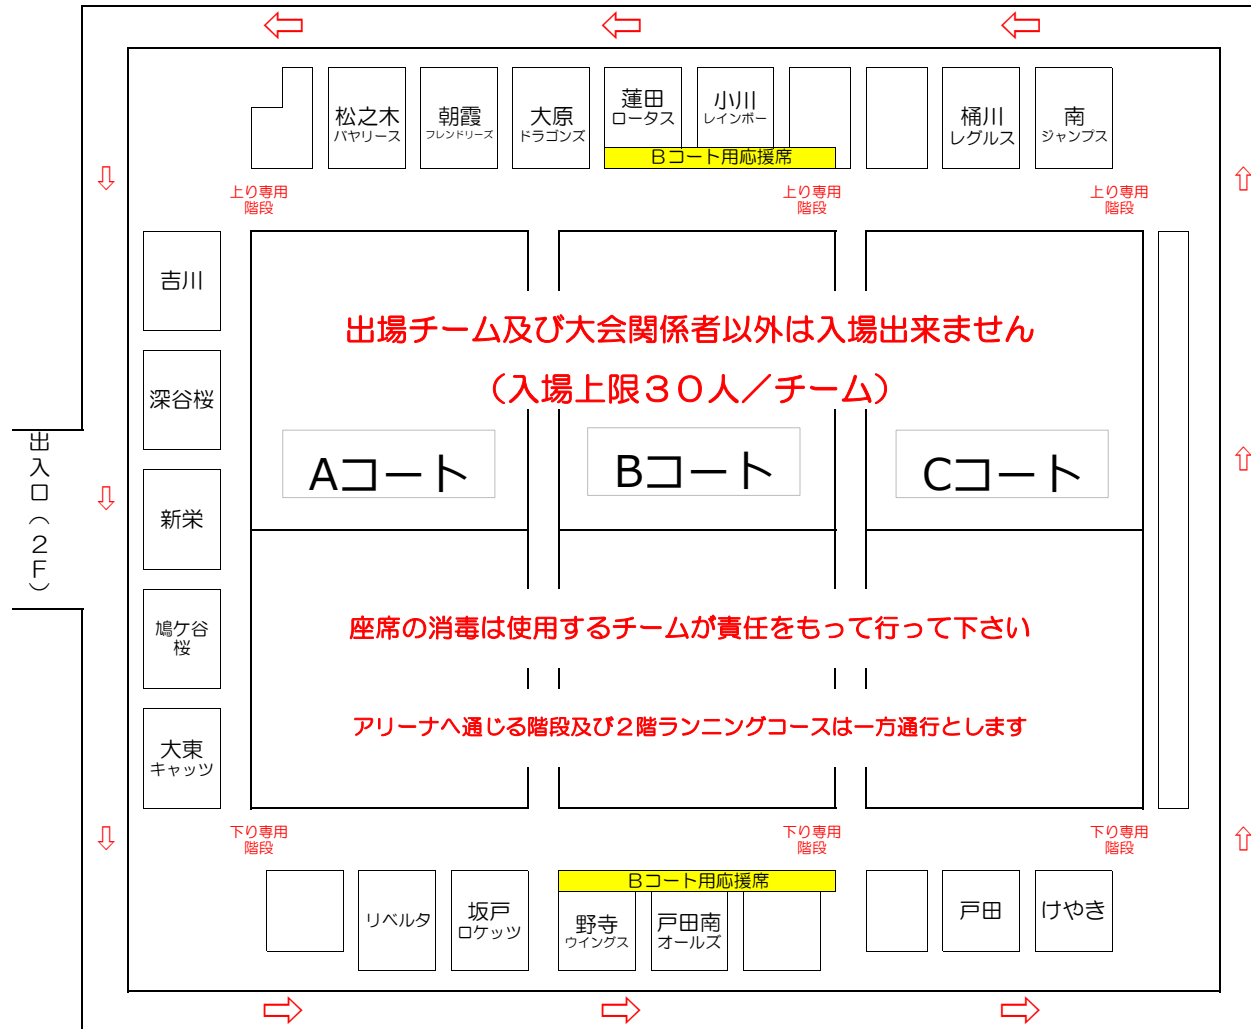 松之木
バヤリース
朝霞
フレンドリーズ
大原
ドラゴンズ
蓮田
ロータス
小川
レインボー
桶川
レグルス
南
ジャンプス
Bコート用応援席
上り専用
階段
上り専用
階段
上り専用
階段
吉川
深谷桜
新栄
鳩ケ谷
桜
大東
キャッツ
出入口（２Ｆ）
出場チーム及び大会関係者以外は入場出来ません
（入場上限３０人／チーム）
Aコート
Bコート
Cコート
座席の消毒は使用するチームが責任をもって行って下さい
アリーナへ通じる階段及び２階ランニングコースは一方通行とします
下り専用
階段
下り専用
階段
下り専用
階段
Bコート用応援席
リベルタ
坂戸
ロケッツ
野寺
ウイングス
戸田南
オールズ
戸田
けやき